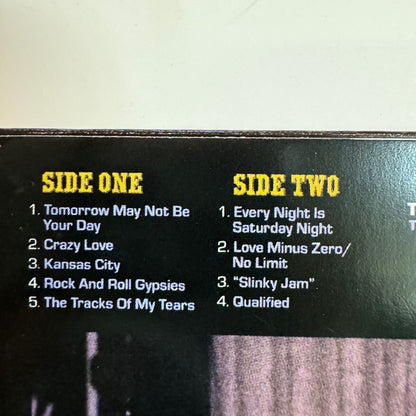 SIDE ONE
1. Tomorrow May Not Be
Your Day
2. Crazy Love
3. Kansas City
4. Rock And Roll Gypsies
5. The Tracks Of My Tears
SIDE TWO
1. Every Night Is
Saturday Night
2. Love Minus Zero/
No Limit
3. "Slinky Jam"
4. Qualified